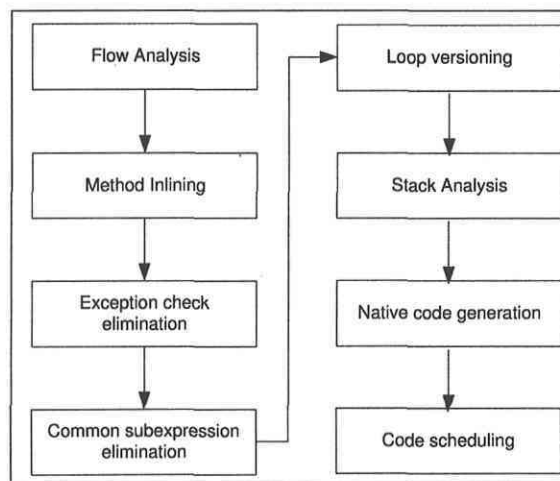 Flow Analysis
Method Inlining
Exception check
elimination
Common subexpression
elimination
Loop versioning
Stack Analysis
Native code generation
Code scheduling